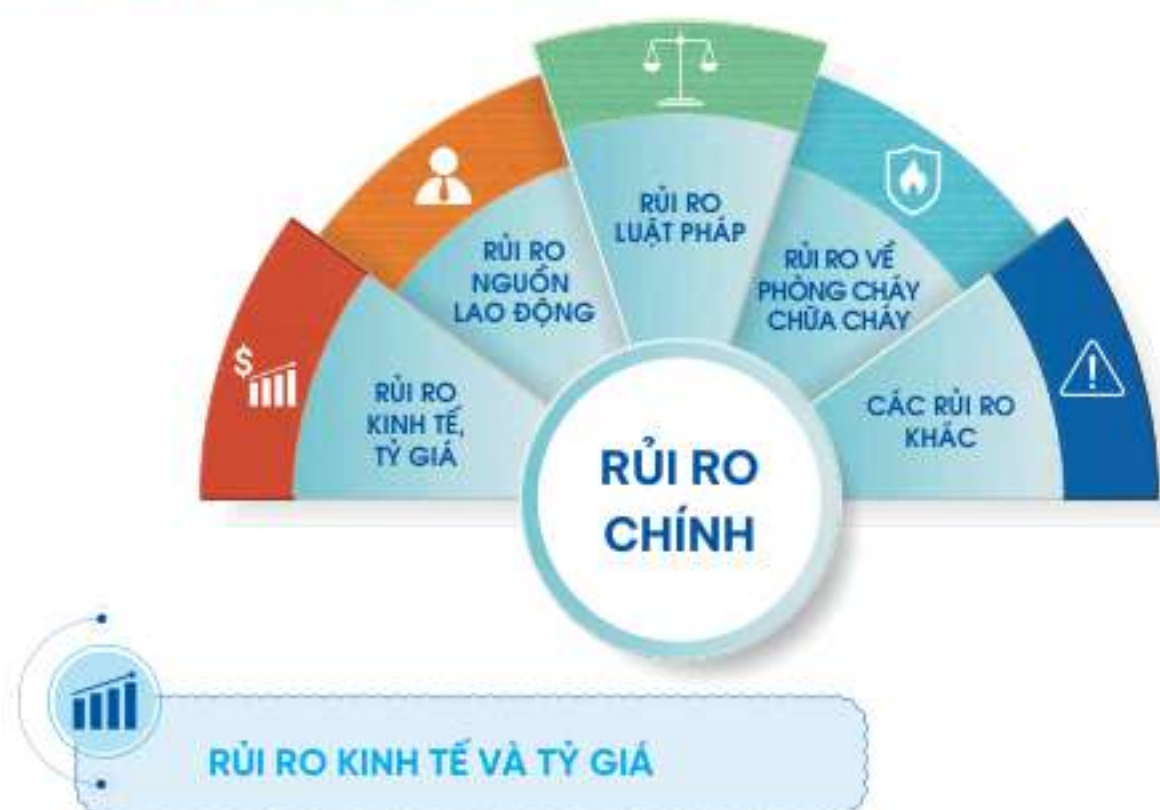 RỦI RO
KINH TẾ,
TỶ GIÁ
RỦI RO
NGUỒN
LAO ĐỘNG
RỦI RO
LUẬT PHÁP
RỦI RO VỀ
PHÒNG CHÁY
CHỮA CHÁY
CÁC RỦI RO
KHÁC
RỦI RO
CHÍNH
RỦI RO KINH TẾ VÀ TỶ GIÁ